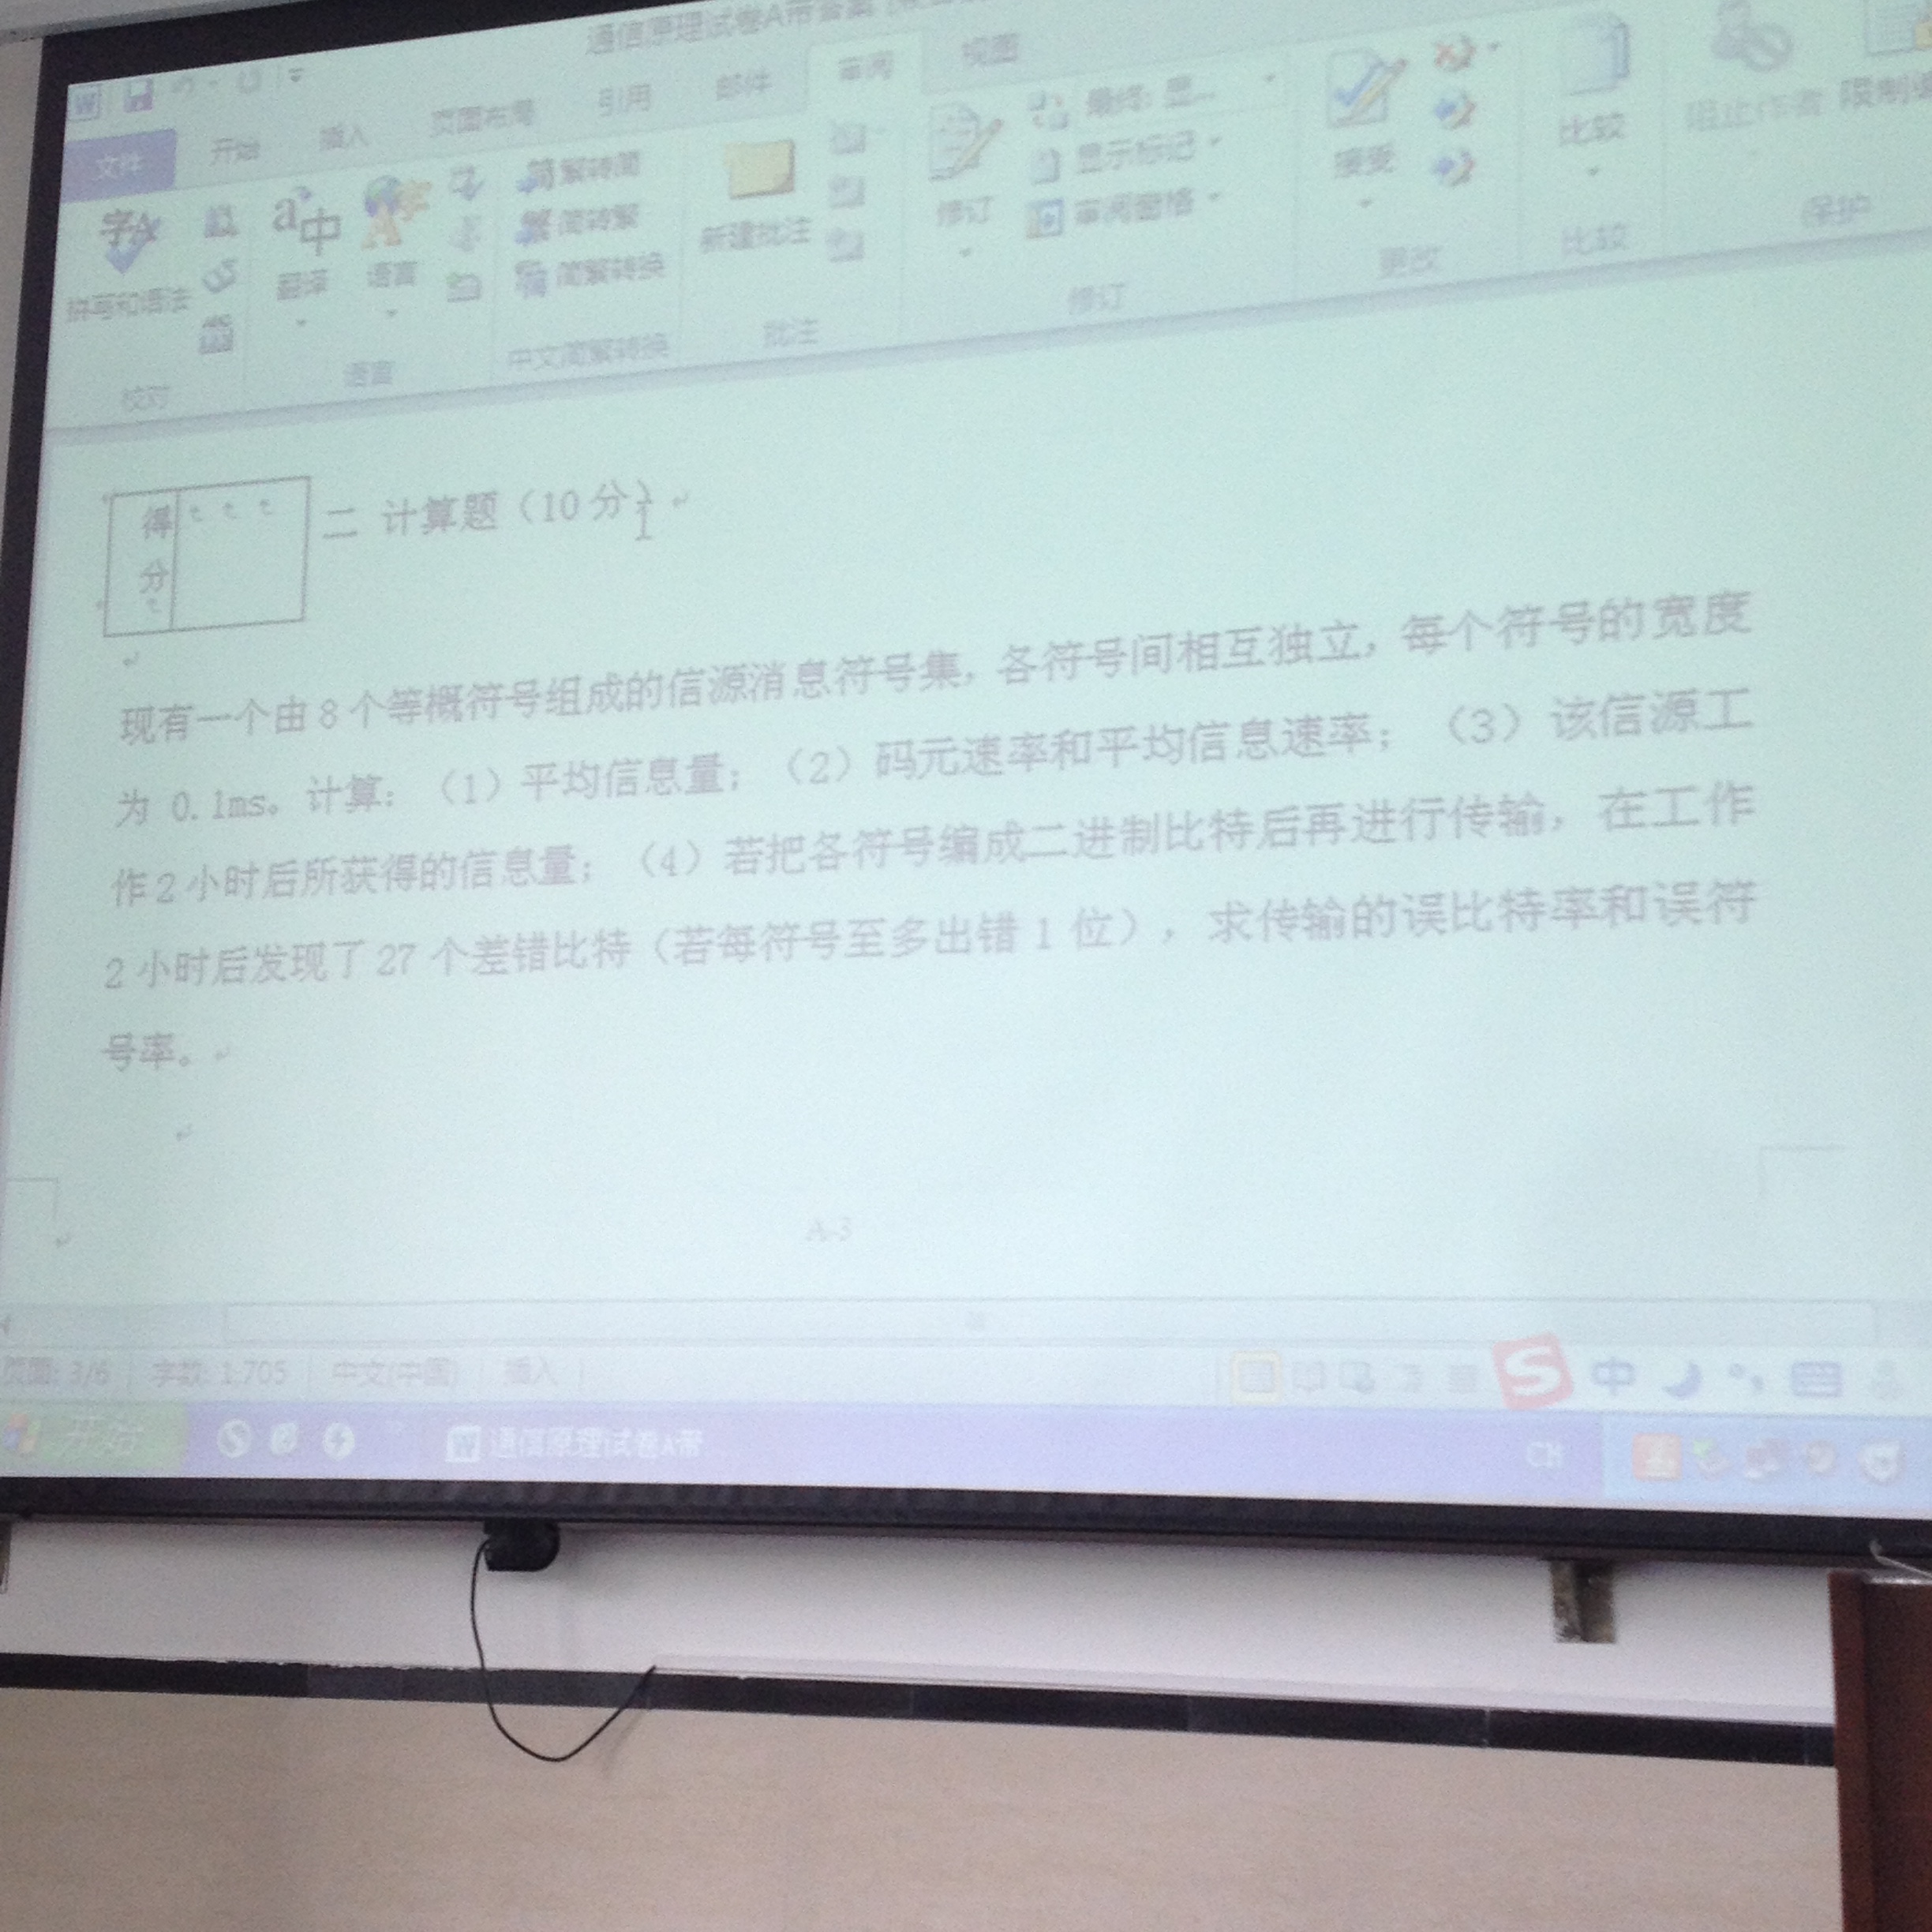 通信原理试卷A带答案
文件 开始 插入 页面布局 引用 邮件 审阅 视图
拼写和语法
翻译
语言
繁转简
简转繁
简繁转换
新建批注
修订
最终: 显...
显示标记
审阅窗格
接受
比较
阻止作者
限制
校对 语言 中文简繁转换 批注 修订 更改 比较 保护
得分
二 计算题（10分）
现有一个由8个等概符号组成的信源消息符号集，各符号间相互独立，每个符号的宽度
为 0.1ms。计算：（1）平均信息量；（2）码元速率和平均信息速率；（3）该信源工
作2小时后所获得的信息量；（4）若把各符号编成二进制比特后再进行传输，在工作
2小时后发现了27个差错比特（若每符号至多出错1位），求传输的误比特率和误符
号率。
A-3
页面: 3/6 字数: 1,705 中文(中国) 插入
中
开始 通信原理试卷A带 CH